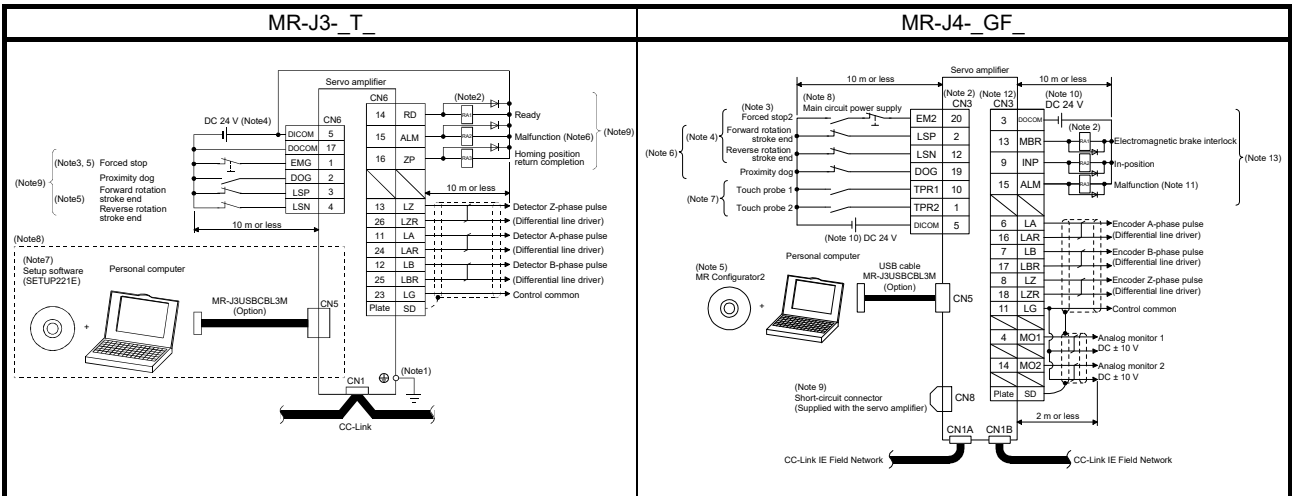 MR-J3-_T_
MR-J4-_GF_
Servo amplifier
CN6
DC 24 V (Note4)
CN6
DICOM 5
DOCOM 17
(Note3, 5) Forced stop EMG 1
Proximity dog DOG 2
(Note9)
(Note5)
Forward rotation
stroke end
LSP 3
Reverse rotation
stroke end
LSN 4
10 m or less
(Note2)
14 RD RA1 Ready
15 ALM RA2 Malfunction (Note6)
16 ZP RA3 Homing position
return completion
(Note9)
10 m or less
13 LZ Detector Z-phase pulse
26 LZR (Differential line driver)
11 LA Detector A-phase pulse
24 LAR (Differential line driver)
12 LB Detector B-phase pulse
25 LBR (Differential line driver)
23 LG Control common
Plate SD
(Note8)
(Note7)
Setup software
(SETUP221E)
Personal computer
+
MR-J3USBCBL3M
(Option)
CN5
(Note1)
CN1
CC-Link
Servo amplifier
10 m or less
10 m or less
(Note 8)
Main circuit power supply
(Note 2)
CN3
(Note 12)
CN3
(Note 10)
DC 24 V
(Note 3)
Forced stop2
EM2 20
(Note 4)
Forward rotation
stroke end
LSP 2
(Note 6)
Reverse rotation
stroke end
LSN 12
Proximity dog DOG 19
(Note 7)
Touch probe 1 TPR1 10
Touch probe 2 TPR2 1
DICOM 5
(Note 10) DC 24 V
3 DOCOM
(Note 2)
13 MBR RA1 Electromagnetic brake interlock
9 INP RA2 In-position
15 ALM RA3 Malfunction (Note 11)
(Note 13)
6 LA Encoder A-phase pulse
16 LAR (Differential line driver)
7 LB Encoder B-phase pulse
17 LBR (Differential line driver)
8 LZ Encoder Z-phase pulse
18 LZR (Differential line driver)
11 LG Control common
4 MO1 Analog monitor 1
DC ± 10 V
14 MO2 Analog monitor 2
DC ± 10 V
Plate SD
2 m or less
(Note 5)
MR Configurator2
+
Personal computer
USB cable
MR-J3USBCBL3M
(Option)
CN5
(Note 9)
Short-circuit connector
(Supplied with the servo amplifier)
CN8
CN1A
CN1B
CC-Link IE Field Network
CC-Link IE Field Network